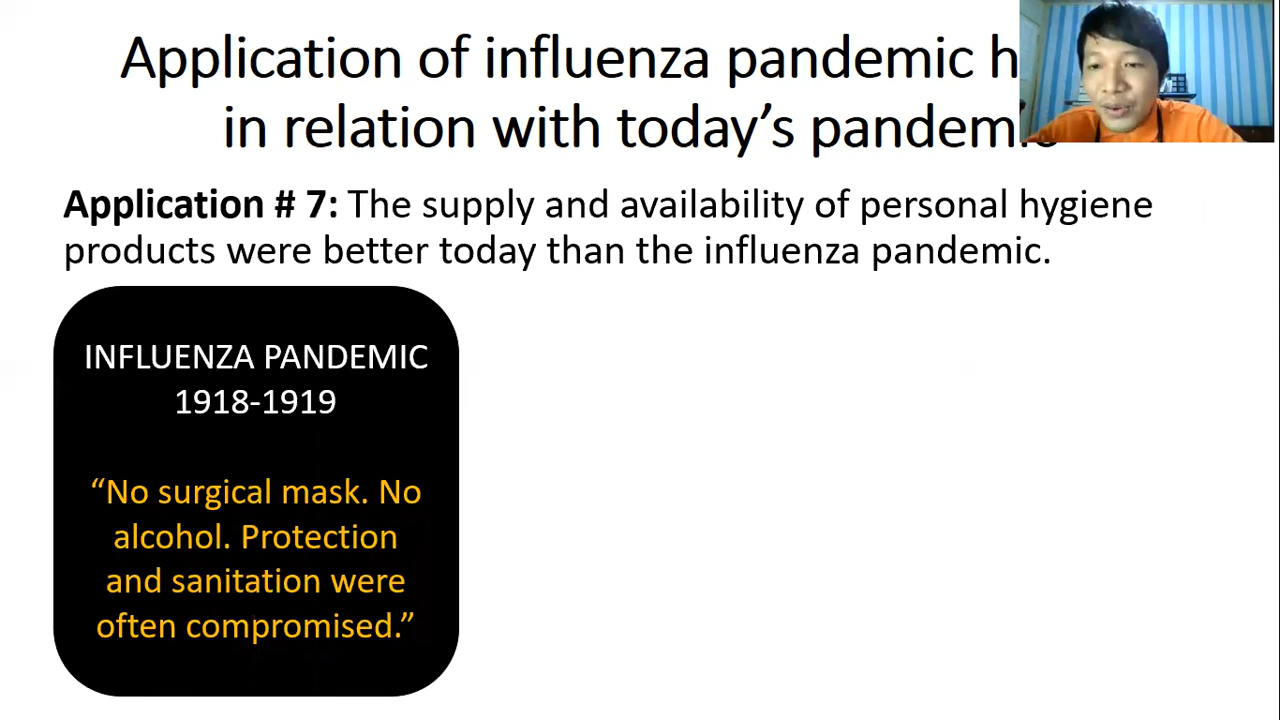 Application of influenza pandemic h
in relation with today's pandemic
Application # 7: The supply and availability of personal hygiene
products were better today than the influenza pandemic.
INFLUENZA PANDEMIC
1918-1919
“No surgical mask. No
alcohol. Protection
and sanitation were
often compromised.”